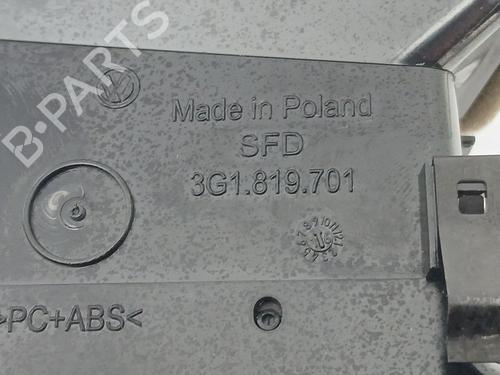 B-PARTS
Made in Poland
SFD
3G1.819.701
>PC+ABS<